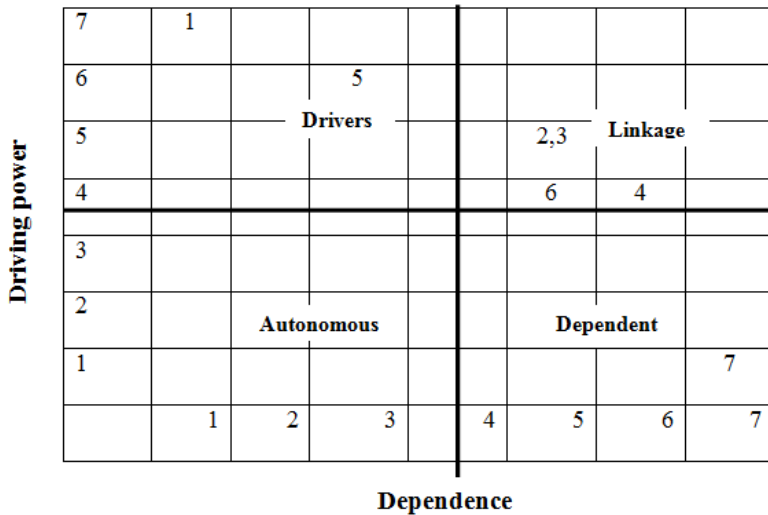 7 1
6 5
Drivers
5 2,3 Linkage
4 6 4
3
2
Autonomous Dependent
1 7
1 2 3 4 5 6 7
Driving power
Dependence